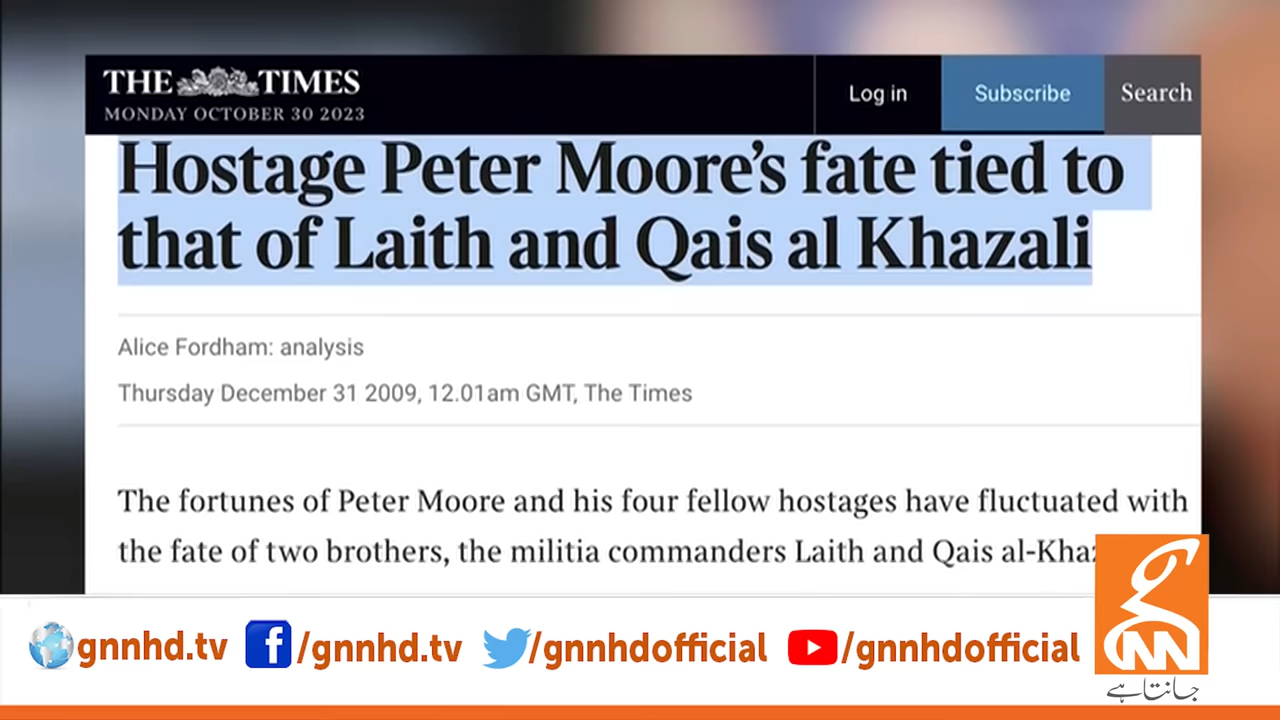 THE TIMES
MONDAY OCTOBER 30 2023
Log in
Subscribe
Search
Hostage Peter Moore’s fate tied to
that of Laith and Qais al Khazali
Alice Fordham: analysis
Thursday December 31 2009, 12.01am GMT, The Times
The fortunes of Peter Moore and his four fellow hostages have fluctuated with
the fate of two brothers, the militia commanders Laith and Qais
gnnhd.tv
/gnnhd.tv
/gnnhdofficial
/gnnhdofficial
GNN
جانتا ہے